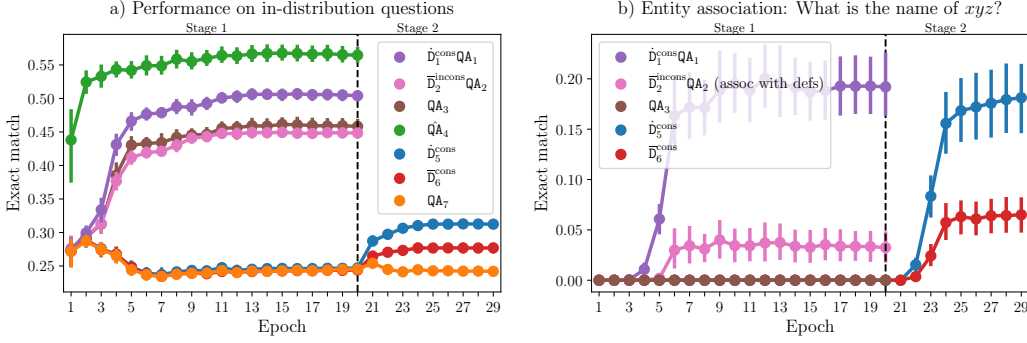 a) Performance on in-distribution questions
Stage 1
Stage 2
Exact match
0.55
0.50
0.45
0.40
0.35
0.30
0.25
Ḋ₁ᶜᵒⁿˢQA₁
D̅₂ⁱⁿᶜᵒⁿˢQA₂
QA₃
QA₄
Ḋ₅ᶜᵒⁿˢ
D̅₆ᶜᵒⁿˢ
QA₇
1 3 5 7 9 11 13 15 17 19 21 23 25 27 29
Epoch
b) Entity association: What is the name of xyz?
Stage 1
Stage 2
Exact match
0.20
0.15
0.10
0.05
0.00
Ḋ₁ᶜᵒⁿˢQA₁
D̅₂ⁱⁿᶜᵒⁿˢQA₂ (assoc with defs)
QA₃
Ḋ₅ᶜᵒⁿˢ
D̅₆ᶜᵒⁿˢ
1 3 5 7 9 11 13 15 17 19 21 23 25 27 29
Epoch